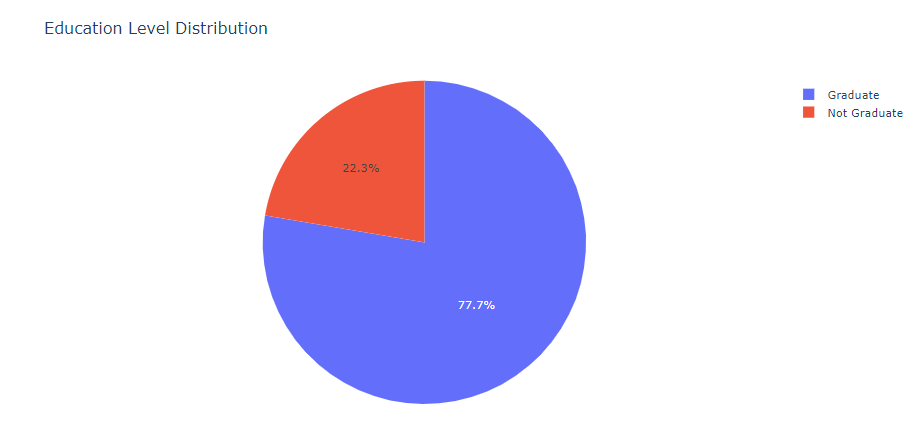 Education Level Distribution
Graduate
Not Graduate
22.3%
77.7%